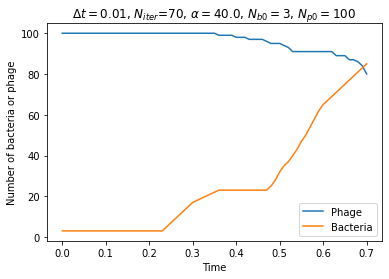 Δt = 0.01, N_iter=70, α = 40.0, N_b0 = 3, N_p0 = 100
Number of bacteria or phage
100
80
60
40
20
0
Phage
Bacteria
0.0 0.1 0.2 0.3 0.4 0.5 0.6 0.7
Time